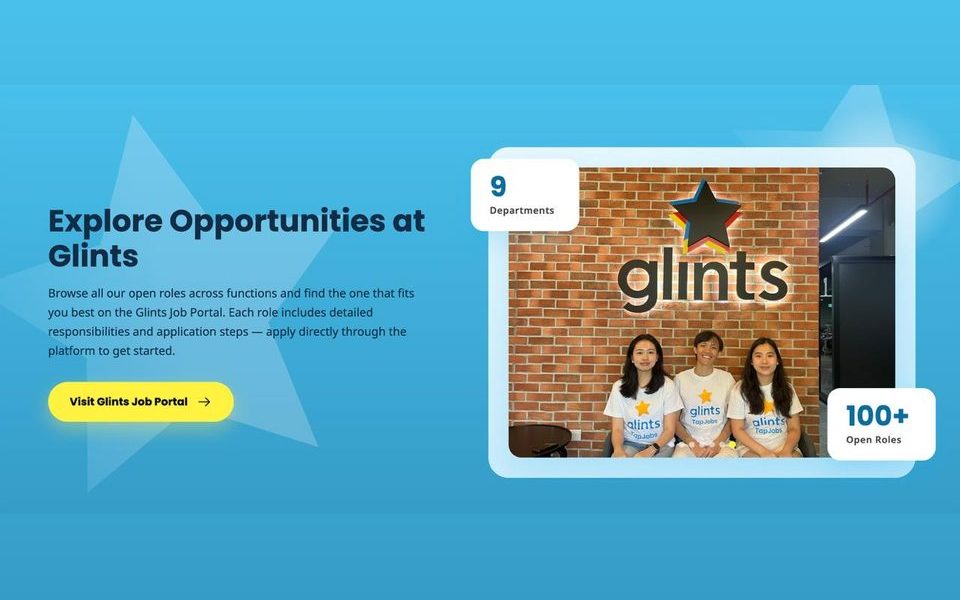 Explore Opportunities at
Glints
Browse all our open roles across functions and find the one that fits
you best on the Glints Job Portal. Each role includes detailed
responsibilities and application steps — apply directly through the
platform to get started.
Visit Glints Job Portal
9
Departments
glints
glints
TapJobs
glints
TapJobs
glints
TapJobs
100+
Open Roles